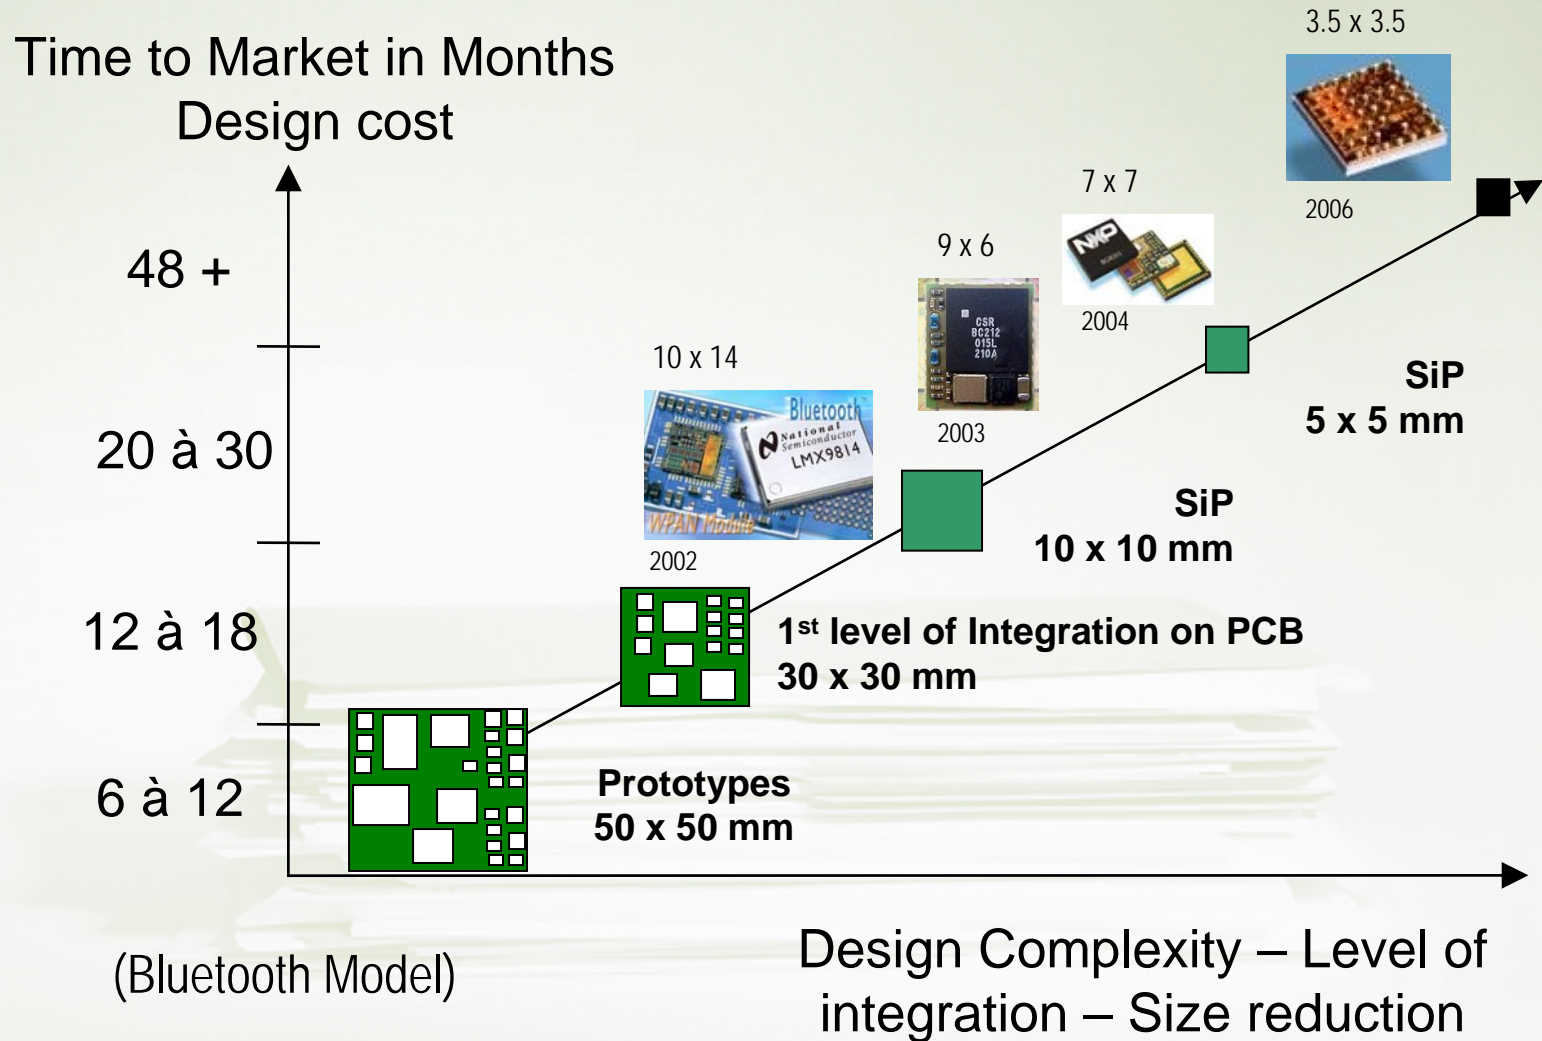 Time to Market in Months
Design cost
3.5 x 3.5
2006
7 x 7
NXP
2004
9 x 6
CSR
BC212
015L
210A
2003
10 x 14
Bluetooth
National
Semiconductor
LMX9814
WPAN Module
2002
48 +
20 à 30
12 à 18
6 à 12
SiP
5 x 5 mm
SiP
10 x 10 mm
1st level of Integration on PCB
30 x 30 mm
Prototypes
50 x 50 mm
(Bluetooth Model)
Design Complexity – Level of
integration – Size reduction